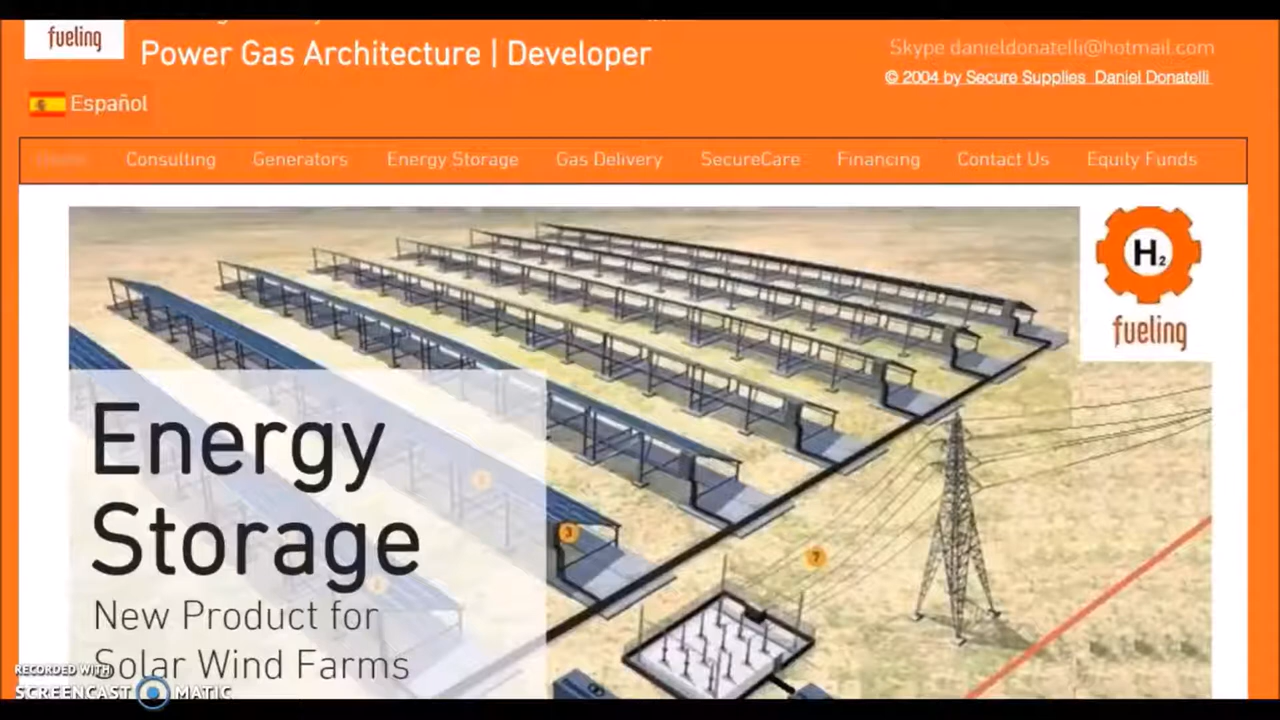 fueling
Power Gas Architecture | Developer
Skype danieldonatelli@hotmail.com
© 2004 by Secure Supplies Daniel Donatelli
Español
Consulting
Generators
Energy Storage
Gas Delivery
SecureCare
Financing
Contact Us
Equity Funds
H2
fueling
Energy
Storage
New Product for
Solar Wind Farms
3
7
RECORDED WITH
SCREENCAST MATIC